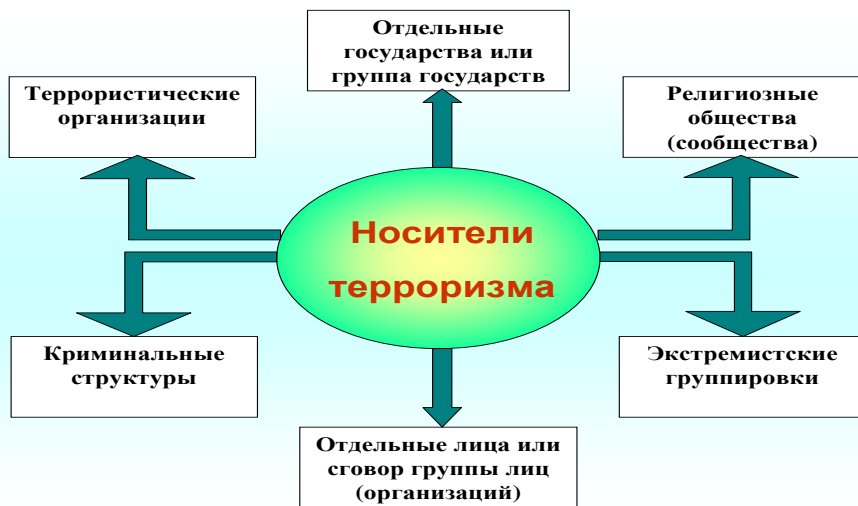 Отдельные
государства или
группа государств
Террористические
организации
Религиозные
общества
(сообщества)
Носители
терроризма
Криминальные
структуры
Экстремистские
группировки
Отдельные лица или
сговор группы лиц
(организаций)